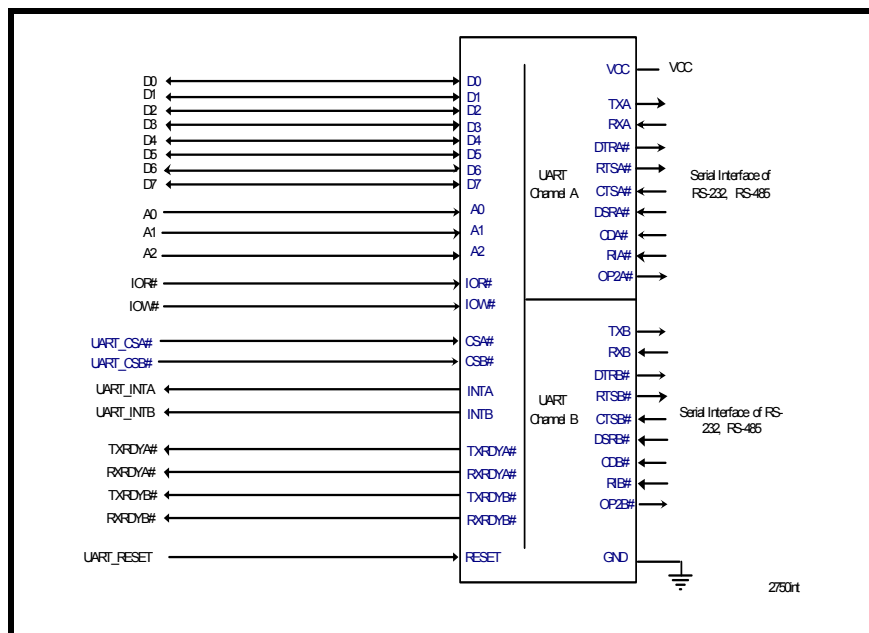 D0
D1
D2
D3
D4
D5
D6
D7
A0
A1
A2
IOR#
IOW#
UART_CSA#
UART_CSB#
UART_INTA
UART_INTB
TXRDYA#
RXRDYA#
TXRDYB#
RXRDYB#
UART_RESET
D0
D1
D2
D3
D4
D5
D6
D7
A0
A1
A2
IOR#
IOW#
CSA#
CSB#
INTA
INTB
TXRDYA#
RXRDYA#
TXRDYB#
RXRDYB#
RESET
UART
Channel A
UART
Channel B
VCC
TXA
RXA
DTRA#
RTSA#
CTSA#
DSRA#
CDA#
RIA#
OP2A#
TXB
RXB
DTRB#
RTSB#
CTSB#
DSRB#
CDB#
RIB#
OP2B#
GND
VCC
Serial Interface of
RS-232, RS-485
Serial Interface of RS-
232, RS-485
2750int